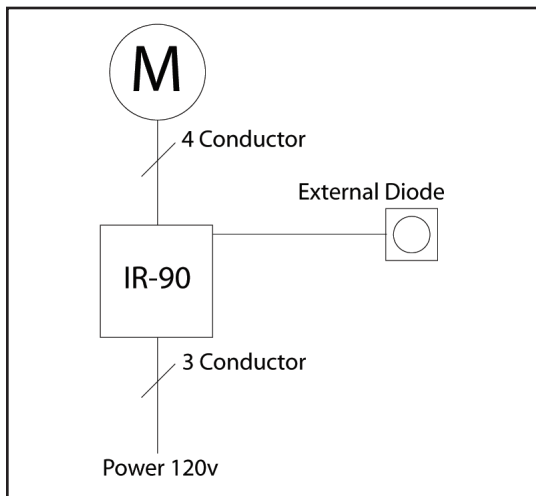 M
4 Conductor
External Diode
IR-90
3 Conductor
Power 120v